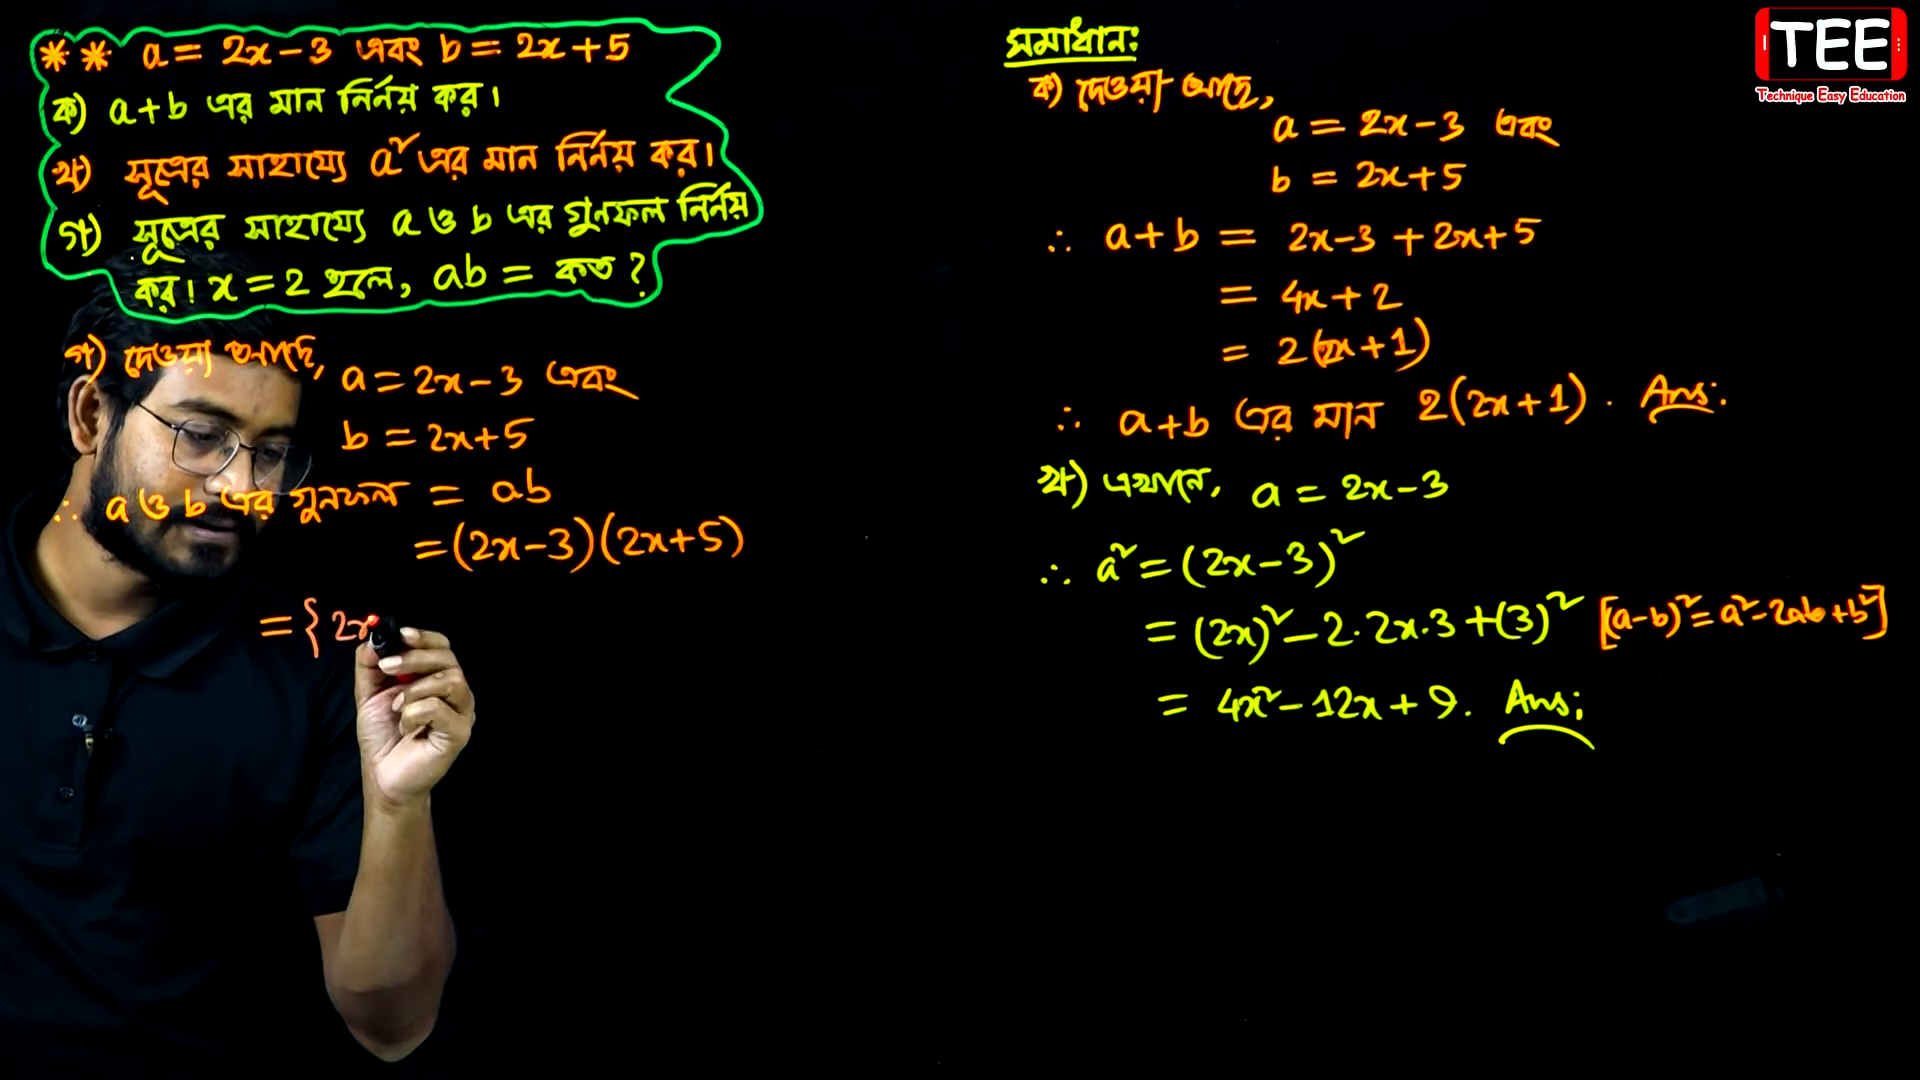 ** a = 2x - 3 এবং b = 2x + 5
ক) a + b এর মান নির্নয় কর।
খ) সূত্রের সাহায্যে a² এর মান নির্নয় কর।
গ) সূত্রের সাহায্যে a ও b এর গুণফল নির্নয়
কর। x = 2 হলে, ab = কত?
গ) দেওয়া আছে,
a = 2x - 3 এবং
b = 2x + 5
∴ a ও b এর গুনফল = ab
= (2x - 3)(2x + 5)
= { 2x
সমাধান:
ক) দেওয়া আছে,
a = 2x - 3 এবং
b = 2x + 5
∴ a + b = 2x - 3 + 2x + 5
= 4x + 2
= 2(2x + 1)
∴ a + b এর মান 2(2x + 1). Ans:
খ) এখানে, a = 2x - 3
∴ a² = (2x - 3)²
= (2x)² - 2.2x.3 + (3)² [(a-b)² = a² - 2ab + b²]
= 4x² - 12x + 9. Ans:
TEE
Technique Easy Education